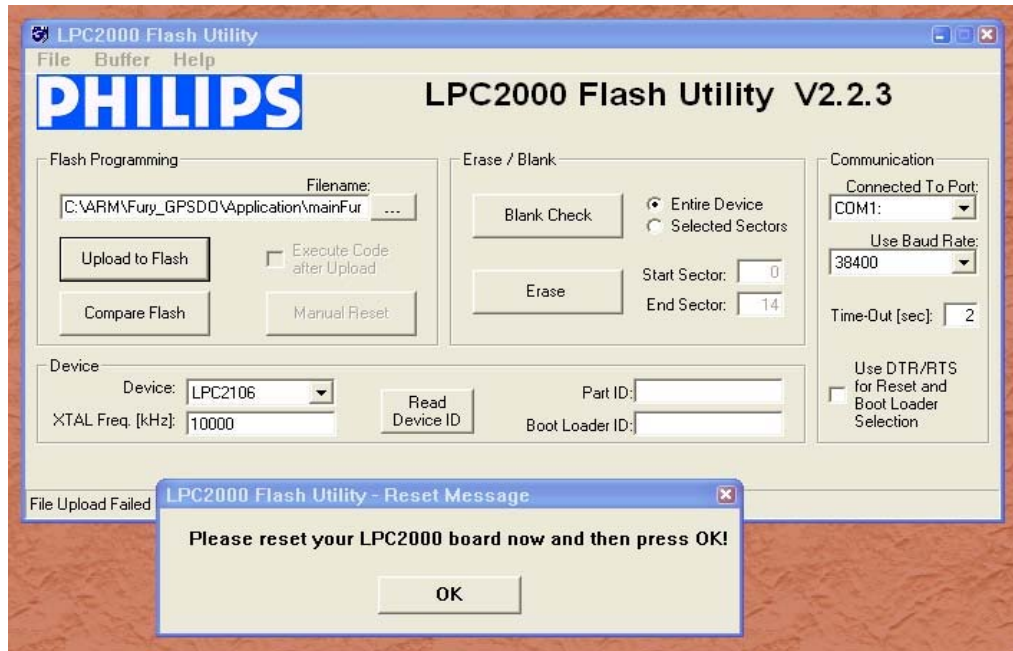 LPC2000 Flash Utility
File Buffer Help
PHILIPS
LPC2000 Flash Utility V2.2.3
Flash Programming
Filename:
C:\ARM\Fury_GPSDO\Application\mainFur
...
Upload to Flash
Execute Code
after Upload
Compare Flash
Manual Reset
Erase / Blank
Blank Check
Entire Device
Selected Sectors
Erase
Start Sector: 0
End Sector: 14
Communication
Connected To Port:
COM1:
Use Baud Rate:
38400
Time-Out [sec]: 2
Use DTR/RTS
for Reset and
Boot Loader
Selection
Device
Device: LPC2106
XTAL Freq. [kHz]: 10000
Read
Device ID
Part ID:
Boot Loader ID:
File Upload Failed
LPC2000 Flash Utility - Reset Message
Please reset your LPC2000 board now and then press OK!
OK